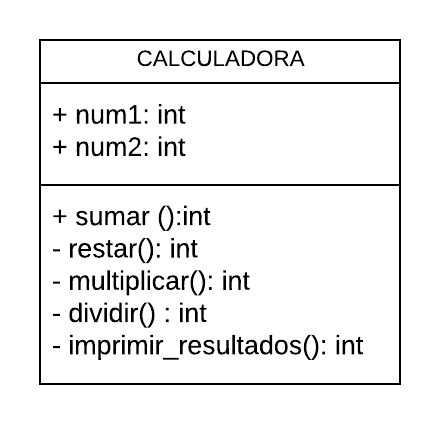 CALCULADORA
+ num1: int
+ num2: int
+ sumar ():int
- restar(): int
- multiplicar(): int
- dividir() : int
- imprimir_resultados(): int